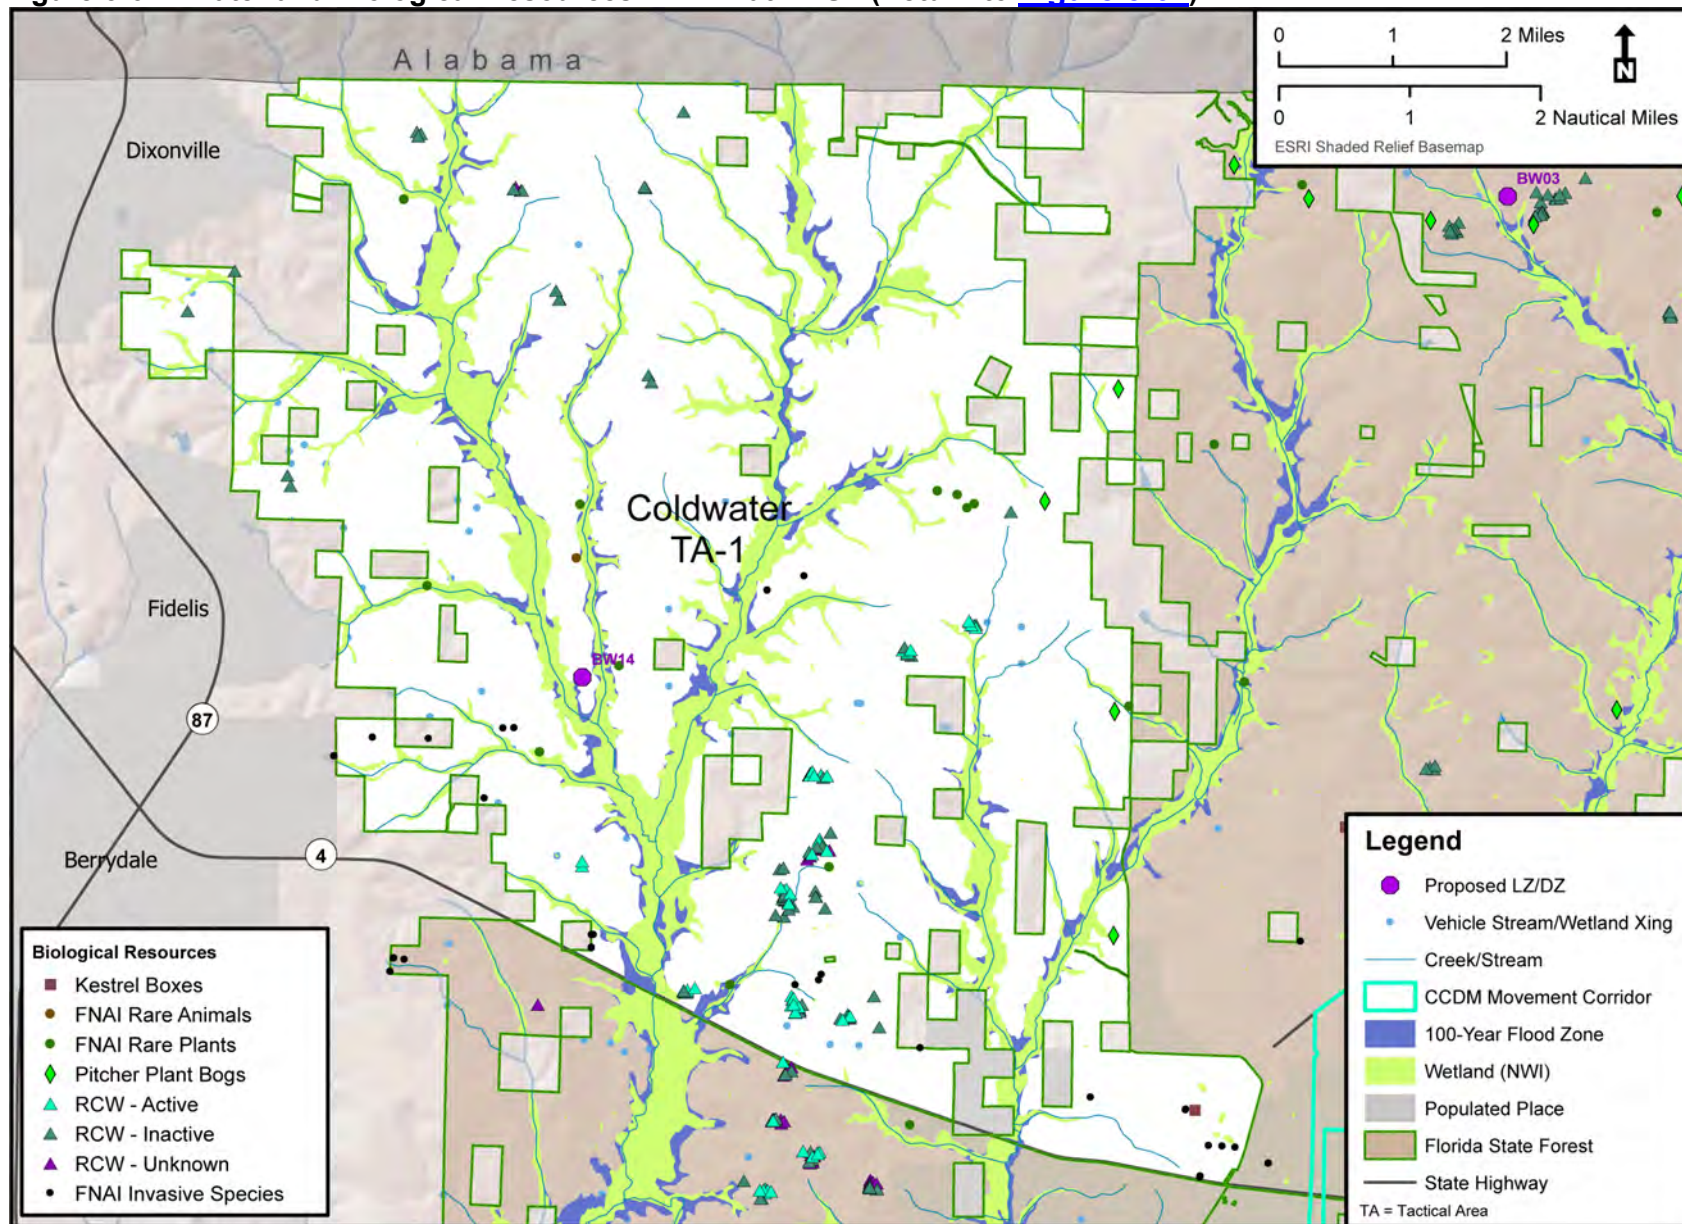 Alabama
0 1 2 Miles
N
0 1 2 Nautical Miles
ESRI Shaded Relief Basemap
Dixonville
BW03
Coldwater
TA-1
Fidelis
BW14
87
Berrydale
4
Biological Resources
Kestrel Boxes
FNAI Rare Animals
FNAI Rare Plants
Pitcher Plant Bogs
RCW - Active
RCW - Inactive
RCW - Unknown
FNAI Invasive Species
Legend
Proposed LZ/DZ
Vehicle Stream/Wetland Xing
Creek/Stream
CCDM Movement Corridor
100-Year Flood Zone
Wetland (NWI)
Populated Place
Florida State Forest
State Highway
TA = Tactical Area